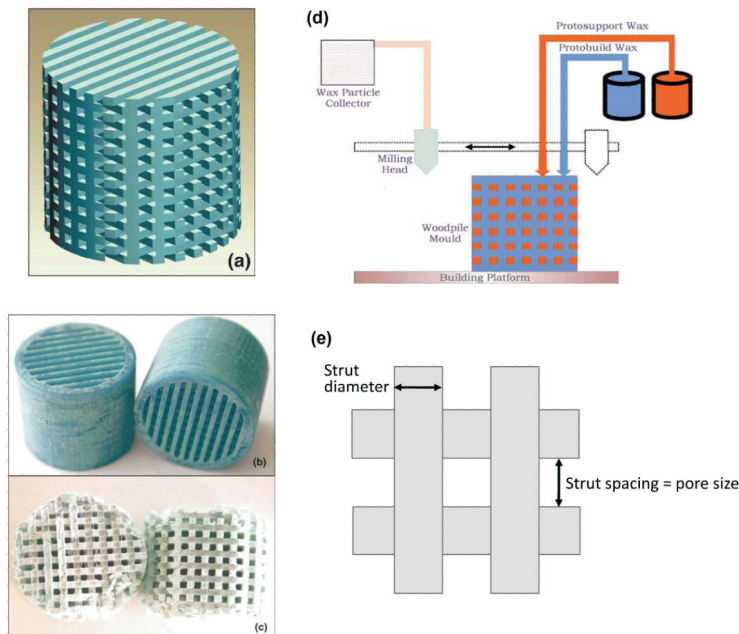 (a)
(b)
(c)
(d)
Protosupport Wax
Protobuild Wax
Wax Particle
Collector
Milling
Head
Woodpile
Mould
Building Platform
(e)
Strut
diameter
Strut spacing = pore size